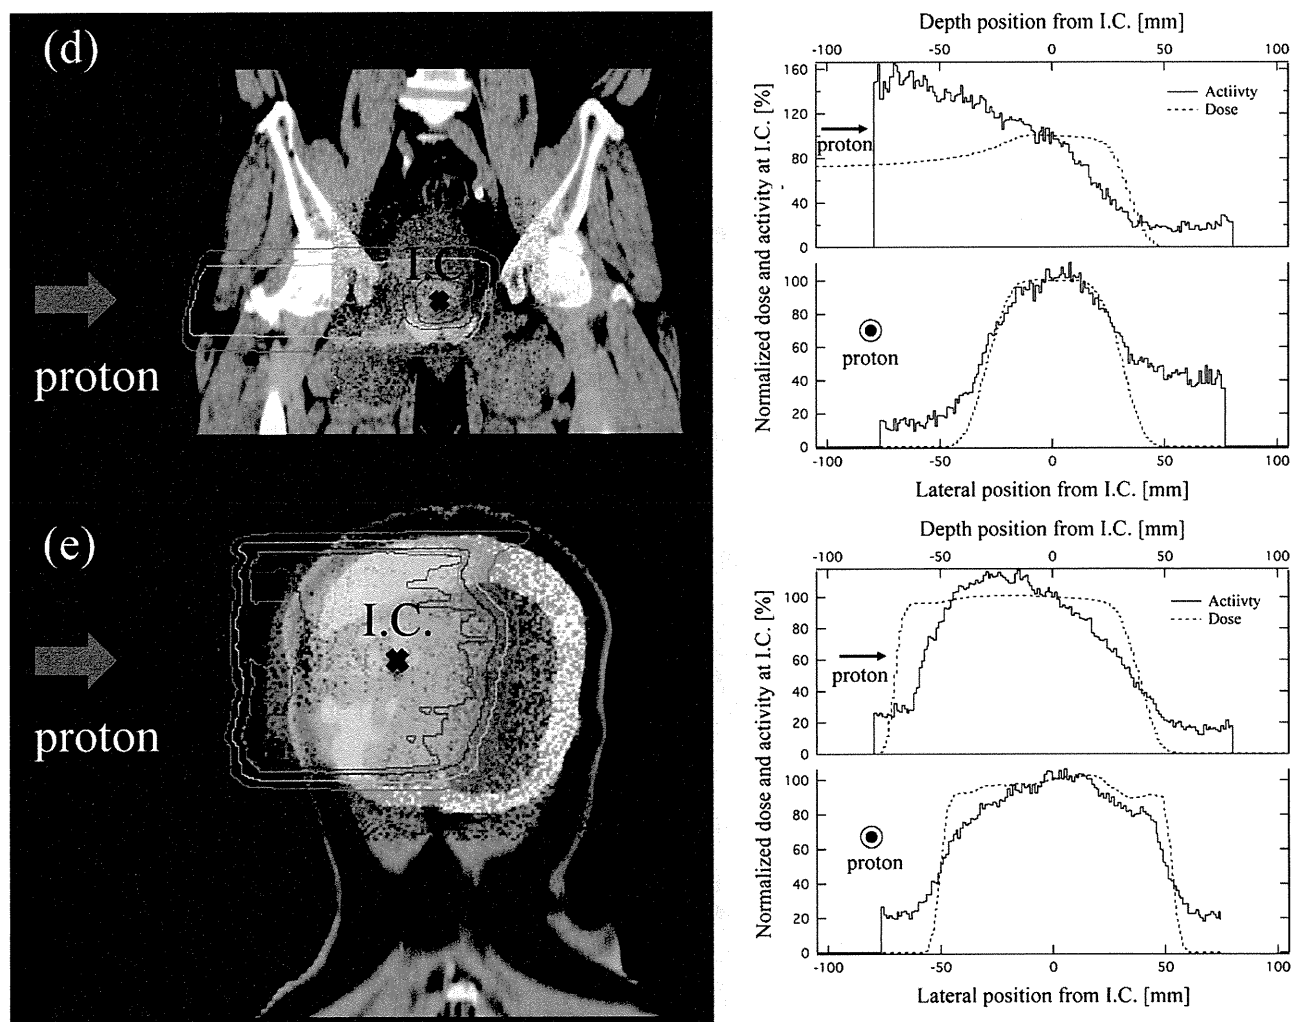 (d)
I.C.
proton
(e)
I.C.
proton
Depth position from I.C. [mm]
-100 -50 0 50 100
160
120
80
40
0
Actiivty
Dose
proton
Normalized dose and activity at I.C. [%]
100
80
60
40
20
0
proton
-100 -50 0 50 100
Lateral position from I.C. [mm]
Depth position from I.C. [mm]
-100 -50 0 50 100
100
80
60
40
20
0
Actiivty
Dose
proton
Normalized dose and activity at I.C. [%]
100
80
60
40
20
0
proton
-100 -50 0 50 100
Lateral position from I.C. [mm]